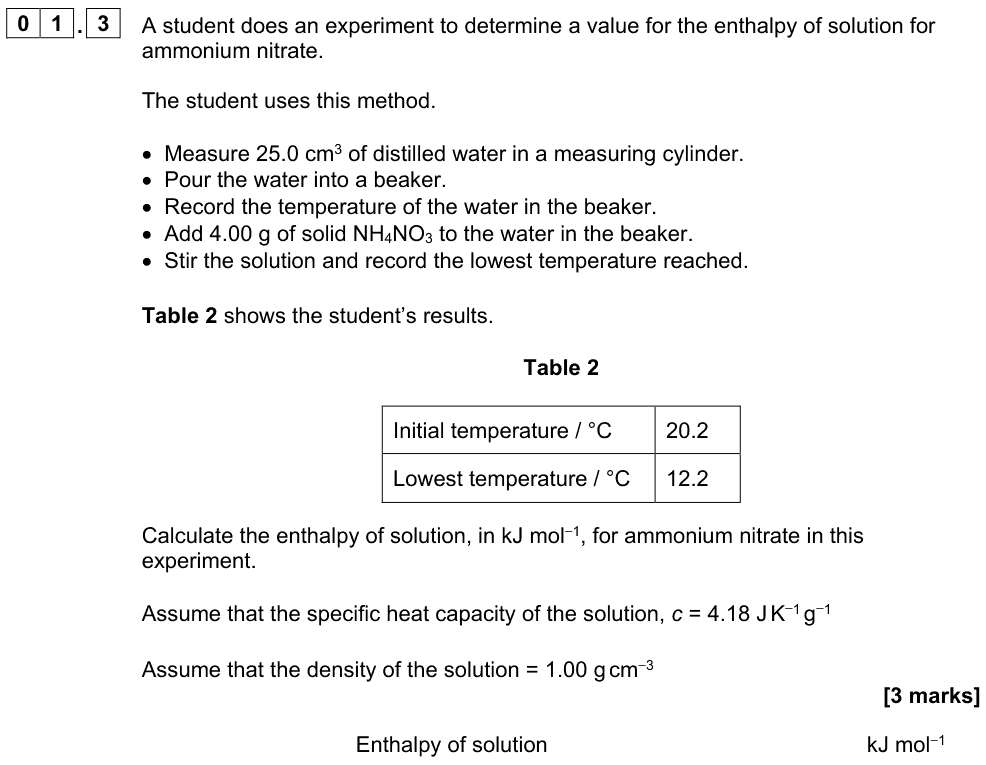 0 1 . 3 A student does an experiment to determine a value for the enthalpy of solution for
ammonium nitrate.
The student uses this method.
• Measure 25.0 cm³ of distilled water in a measuring cylinder.
• Pour the water into a beaker.
• Record the temperature of the water in the beaker.
• Add 4.00 g of solid NH₄NO₃ to the water in the beaker.
• Stir the solution and record the lowest temperature reached.
Table 2 shows the student’s results.
Table 2
Initial temperature / °C 20.2
Lowest temperature / °C 12.2
Calculate the enthalpy of solution, in kJ mol⁻¹, for ammonium nitrate in this
experiment.
Assume that the specific heat capacity of the solution, c = 4.18 J K⁻¹ g⁻¹
Assume that the density of the solution = 1.00 g cm⁻³
[3 marks]
Enthalpy of solution kJ mol⁻¹